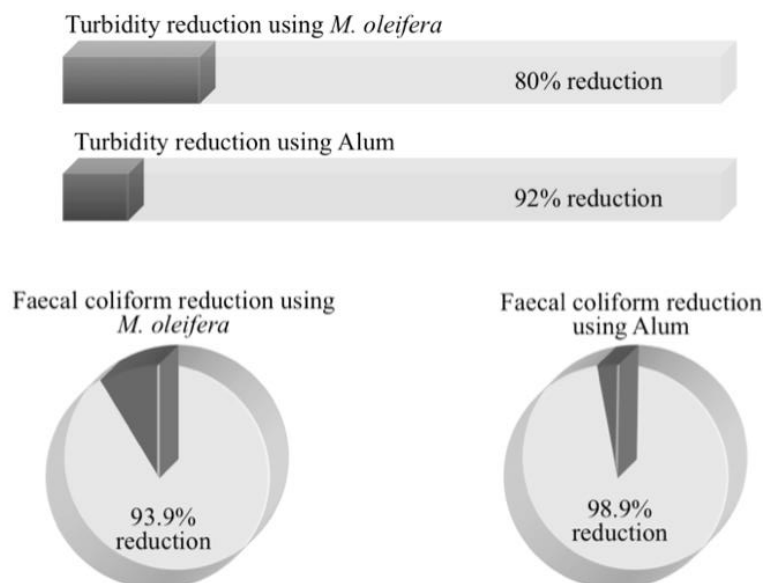 Turbidity reduction using M. oleifera
80% reduction
Turbidity reduction using Alum
92% reduction
Faecal coliform reduction using
M. oleifera
93.9%
reduction
Faecal coliform reduction
using Alum
98.9%
reduction